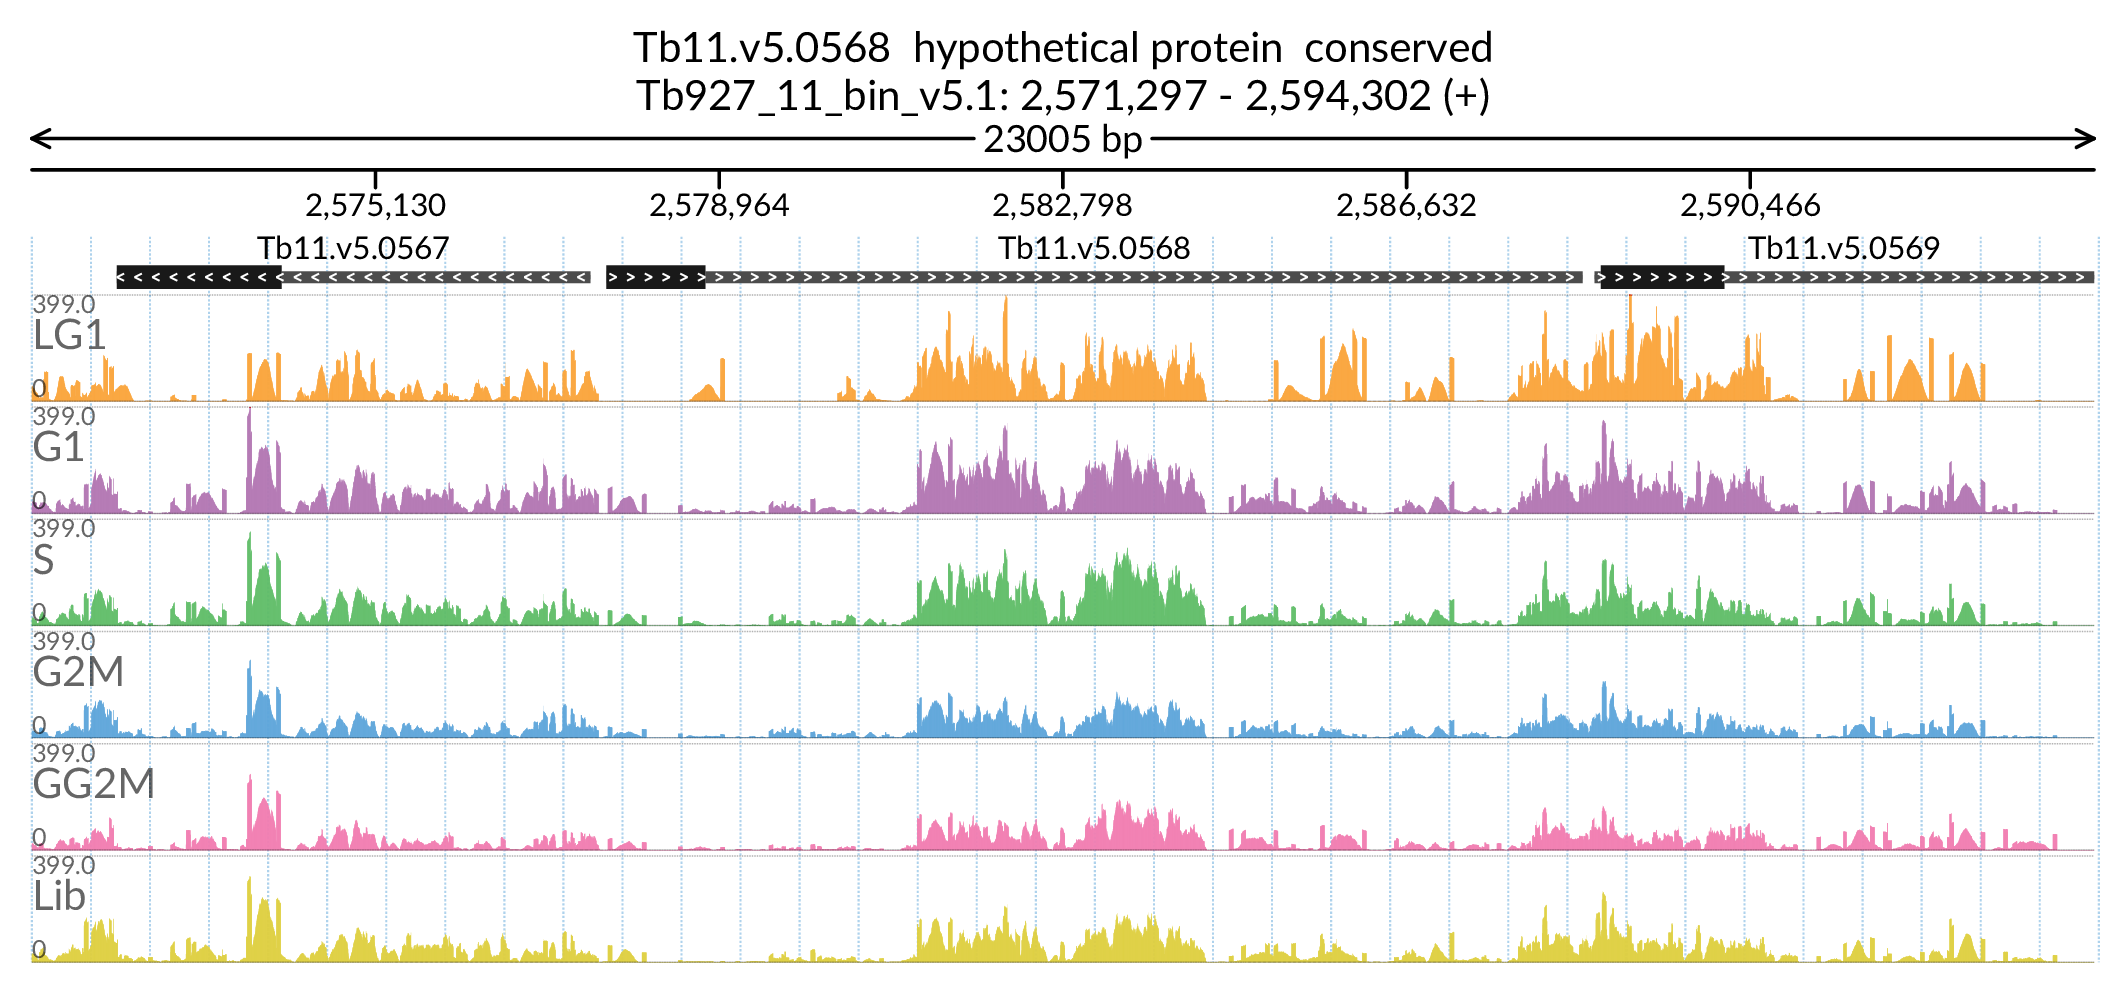 Tb11.v5.0568  hypothetical protein  conserved
Tb927_11_bin_v5.1: 2,571,297 - 2,594,302 (+)
23005 bp
2,575,130 2,578,964 2,582,798 2,586,632 2,590,466
Tb11.v5.0567 Tb11.v5.0568 Tb11.v5.0569
399.0
LG1
0
399.0
G1
0
399.0
S
0
399.0
G2M
0
399.0
GG2M
0
399.0
Lib
0